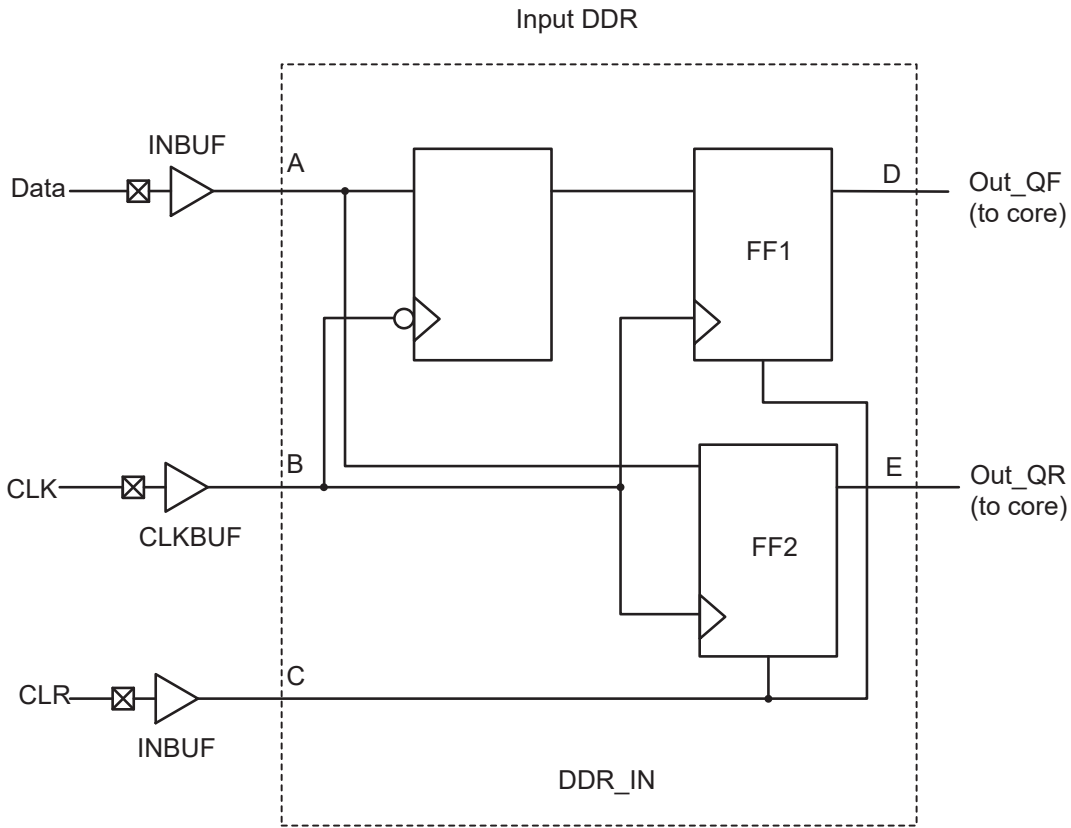 Input DDR
INBUF
A
Data
D
Out_QF
(to core)
FF1
B
CLK
CLKBUF
E
Out_QR
(to core)
FF2
C
CLR
INBUF
DDR_IN